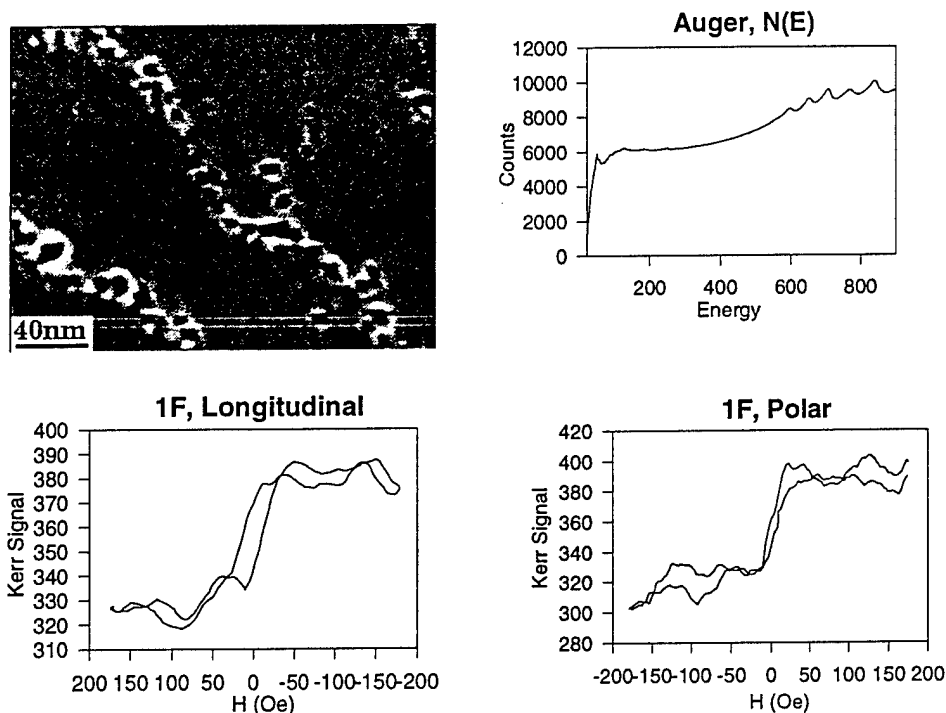 Auger, N(E)
12000
10000
8000
6000
4000
2000
0
Counts
200 400 600 800
Energy
40nm
1F, Longitudinal
400
390
380
370
360
350
340
330
320
310
Kerr Signal
200 150 100 50 0 -50 -100 -150 -200
H (Oe)
1F, Polar
420
400
380
360
340
320
300
280
Kerr Signal
-200 -150 -100 -50 0 50 100 150 200
H (Oe)